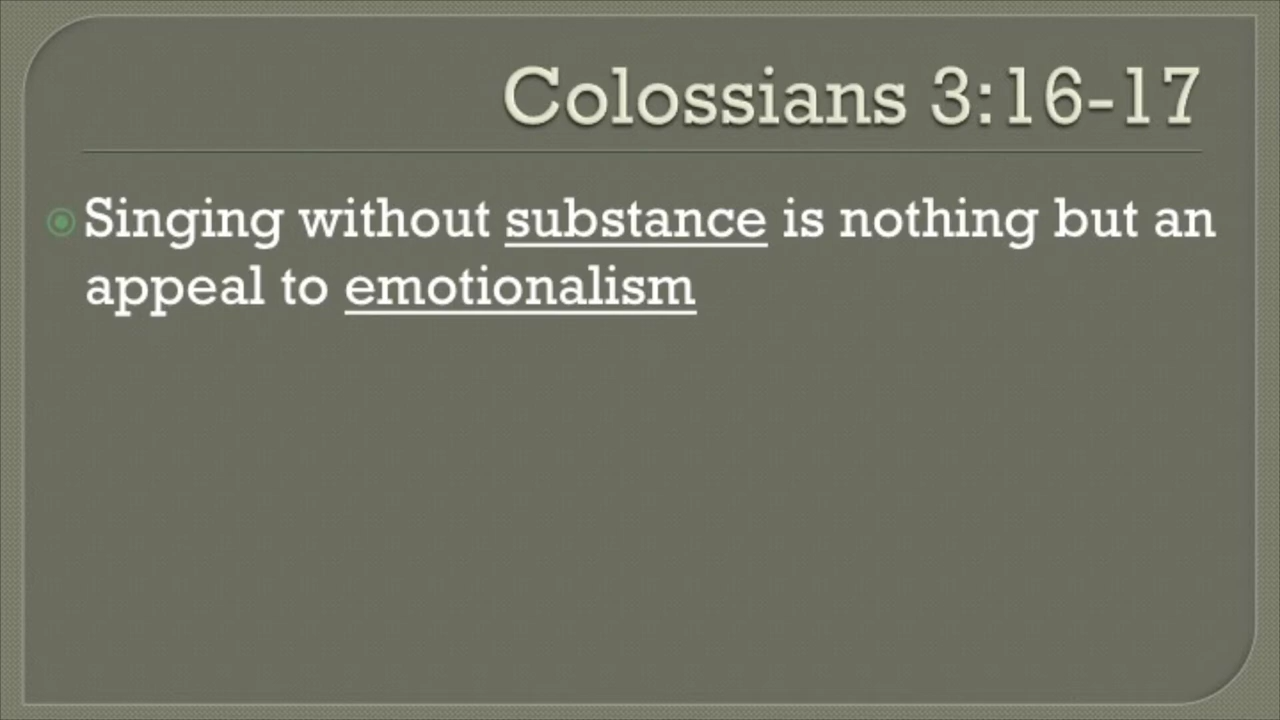 Colossians 3:16-17
Singing without substance is nothing but an
appeal to emotionalism